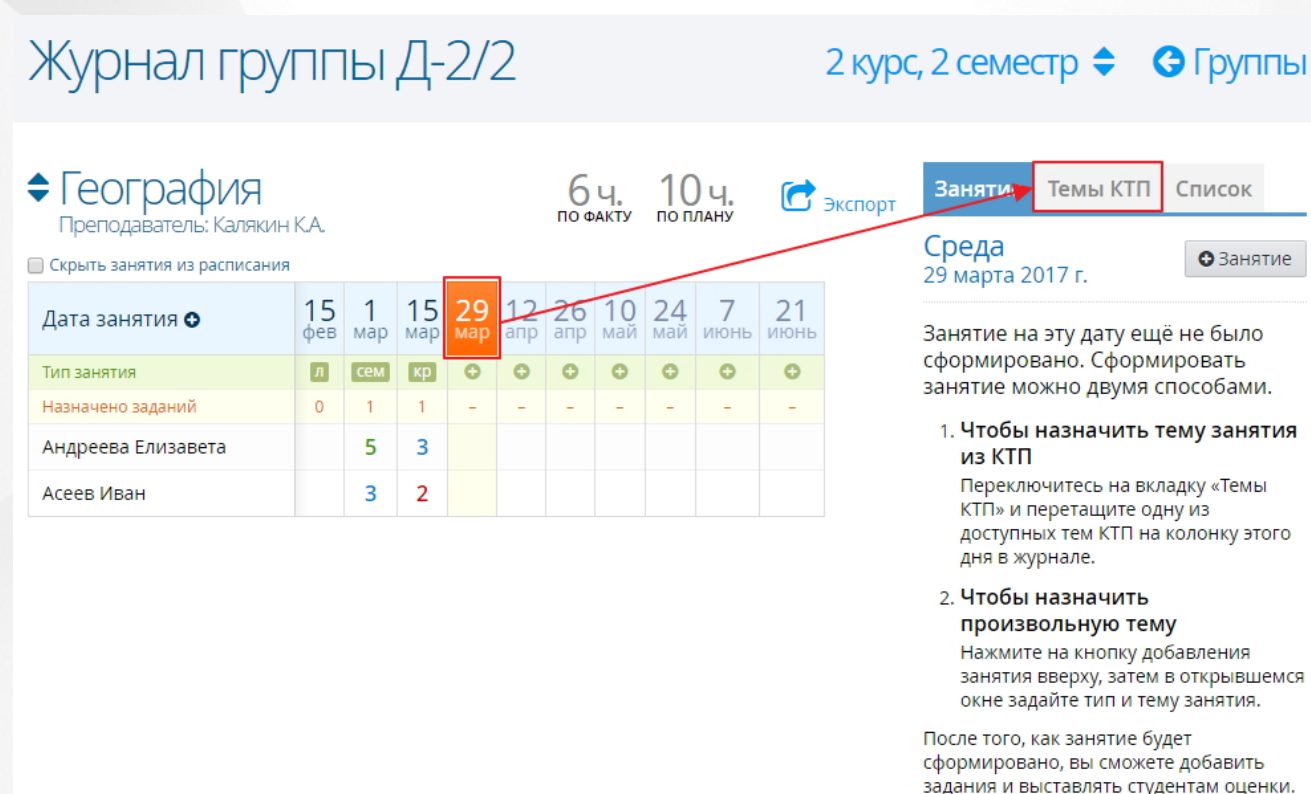 Журнал группы Д-2/2
2 курс, 2 семестр
Группы
География
Преподаватель: Калякин К.А.
6 ч.
ПО ФАКТУ
10 ч.
ПО ПЛАНУ
Экспорт
Скрыть занятия из расписания
Дата занятия 15 фев 1 мар 15 мар 29 мар 12 апр 26 апр 10 май 24 май 7 июнь 21 июнь
Тип занятия л сем кр
Назначено заданий 0 1 1 – – – – – – –
Андреева Елизавета 5 3
Асеев Иван 3 2
Занятие Темы КТП Список
Среда
29 марта 2017 г.
Занятие
Занятие на эту дату ещё не было
сформировано. Сформировать
занятие можно двумя способами.
1. Чтобы назначить тему занятия
из КТП
Переключитесь на вкладку «Темы
КТП» и перетащите одну из
доступных тем КТП на колонку этого
дня в журнале.
2. Чтобы назначить
произвольную тему
Нажмите на кнопку добавления
занятия вверху, затем в открывшемся
окне задайте тип и тему занятия.
После того, как занятие будет
сформировано, вы сможете добавить
задания и выставлять студентам оценки.